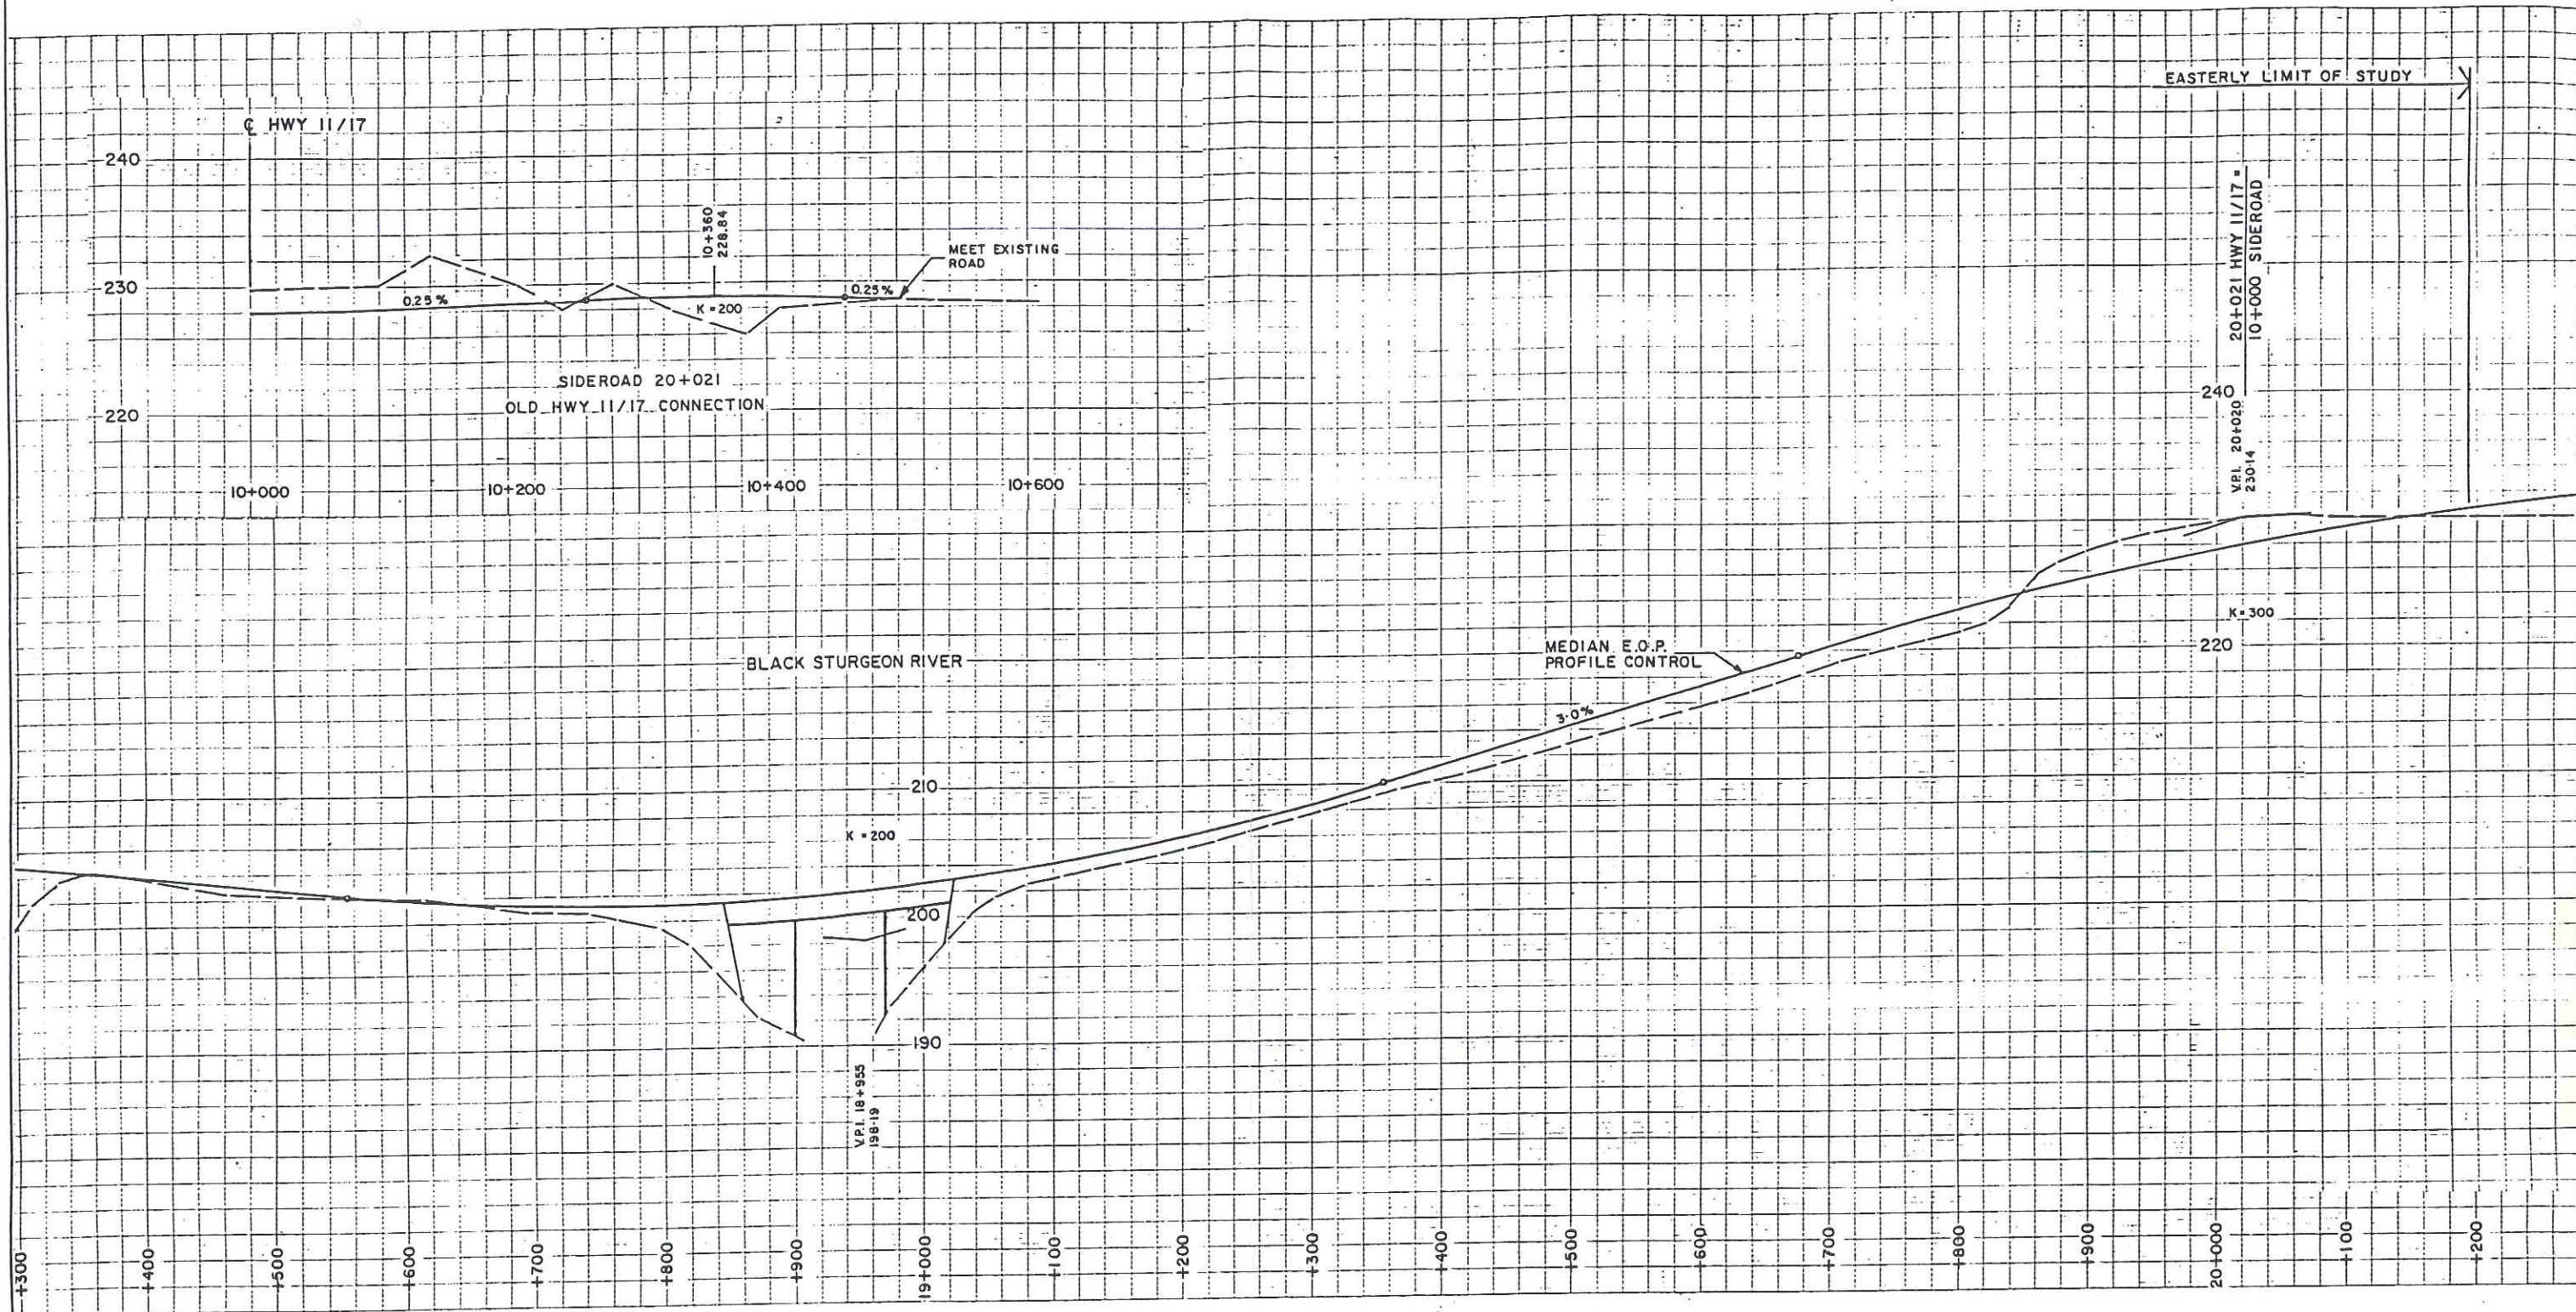 EASTERLY LIMIT OF STUDY
℄ HWY 11/17
240
230
220
10+360
228.84
MEET EXISTING
ROAD
0.25%
0.25%
K=200
SIDEROAD 20+021
OLD HWY 11/17 CONNECTION
10+000
10+200
10+400
10+600
20+021 HWY 11/17 =
10+000 SIDEROAD
240
V.P.I. 20+020
230.14
K=300
220
BLACK STURGEON RIVER
MEDIAN E.O.P.
PROFILE CONTROL
3.0%
210
K=200
200
190
V.P.I. 18+955
198.19
+300
+400
+500
+600
+700
+800
+900
19+000
+100
+200
+300
+400
+500
+600
+700
+800
+900
20+000
+100
+200